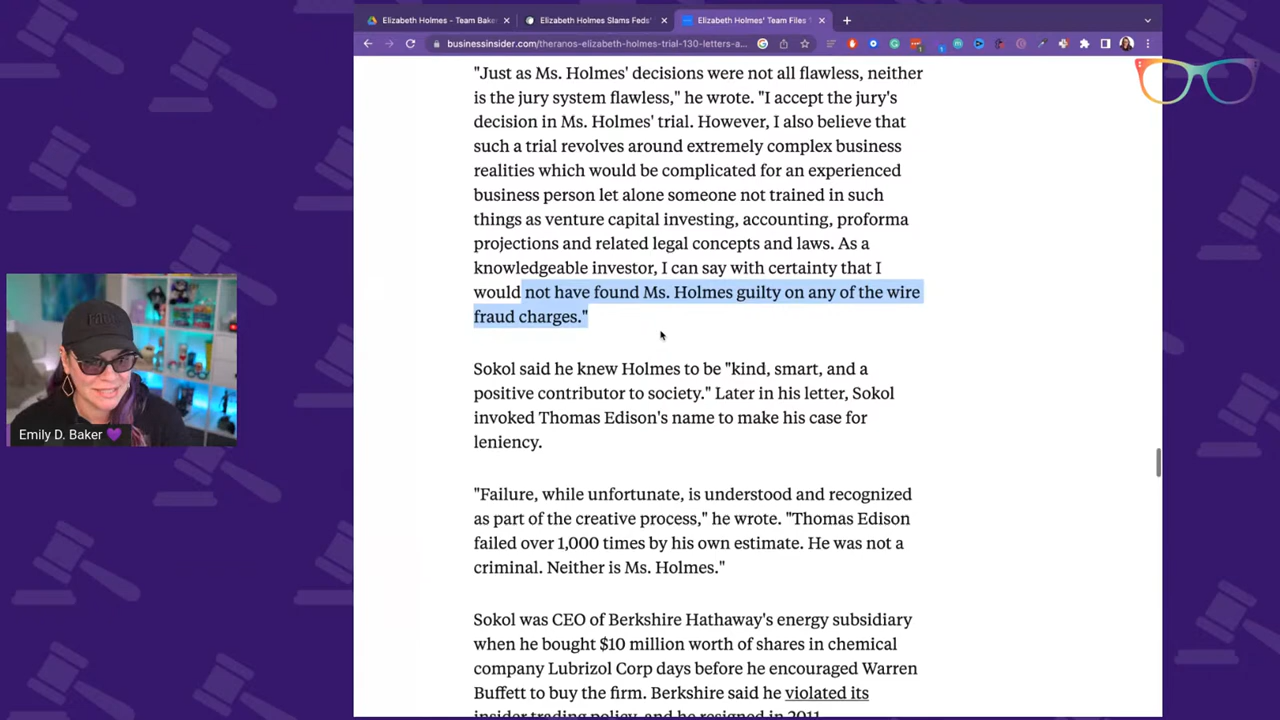 Elizabeth Holmes - Team Bake
Elizabeth Holmes Slams Feds'
Elizabeth Holmes' Team Files
businessinsider.com/theranos-elizabeth-holmes-trial-130-letters-a...
"Just as Ms. Holmes' decisions were not all flawless, neither
is the jury system flawless," he wrote. "I accept the jury's
decision in Ms. Holmes' trial. However, I also believe that
such a trial revolves around extremely complex business
realities which would be complicated for an experienced
business person let alone someone not trained in such
things as venture capital investing, accounting, proforma
projections and related legal concepts and laws. As a
knowledgeable investor, I can say with certainty that I
would not have found Ms. Holmes guilty on any of the wire
fraud charges."
Sokol said he knew Holmes to be "kind, smart, and a
positive contributor to society." Later in his letter, Sokol
invoked Thomas Edison's name to make his case for
leniency.
"Failure, while unfortunate, is understood and recognized
as part of the creative process," he wrote. "Thomas Edison
failed over 1,000 times by his own estimate. He was not a
criminal. Neither is Ms. Holmes."
Sokol was CEO of Berkshire Hathaway's energy subsidiary
when he bought $10 million worth of shares in chemical
company Lubrizol Corp days before he encouraged Warren
Buffett to buy the firm. Berkshire said he violated its
insider trading policy, and he resigned in 2011.
Emily D. Baker 💜